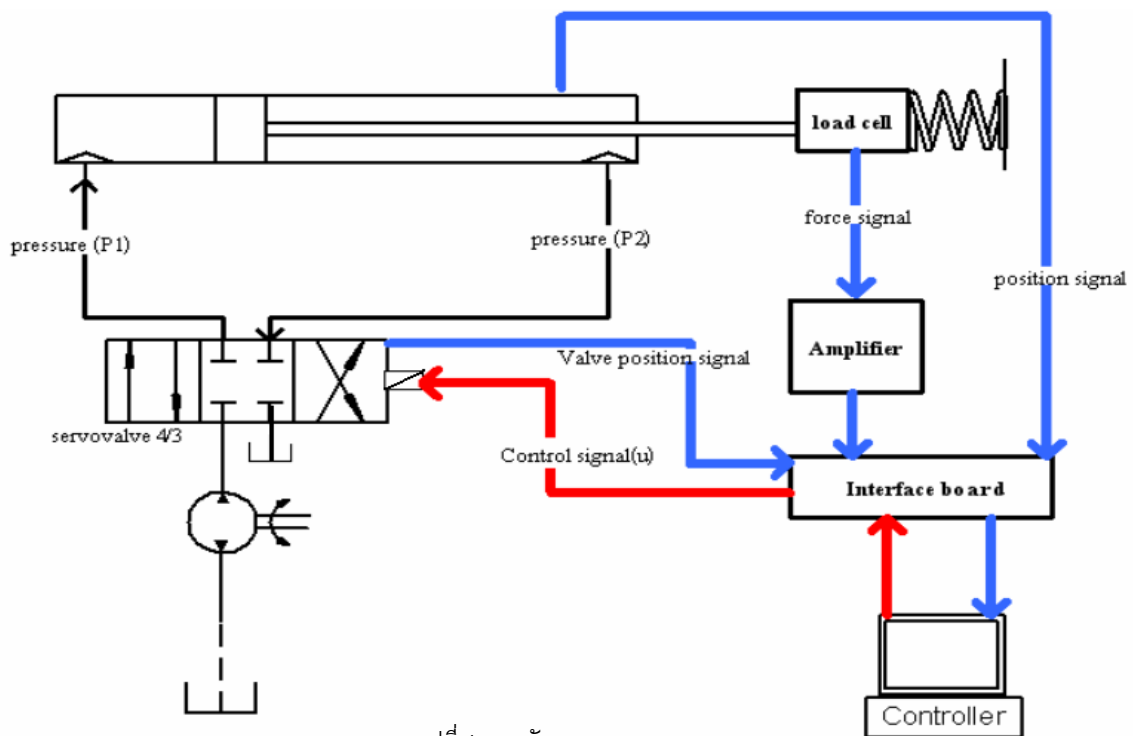 load cell
force signal
pressure (P1)
pressure (P2)
position signal
Amplifier
Valve position signal
servovalve 4/3
Control signal(u)
Interface board
Controller